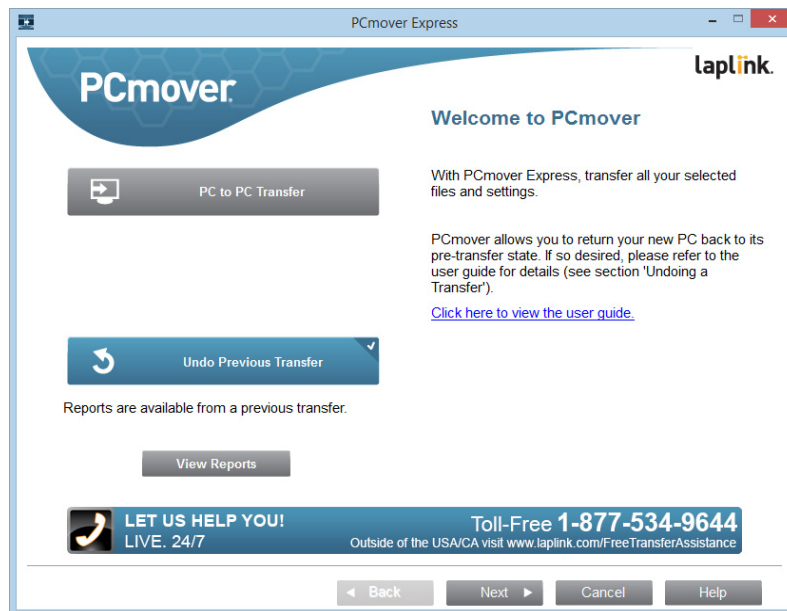 PCmover Express
PCmover
laplink.
Welcome to PCmover
PC to PC Transfer
With PCmover Express, transfer all your selected
files and settings.
PCmover allows you to return your new PC back to its
pre-transfer state. If so desired, please refer to the
user guide for details (see section 'Undoing a
Transfer').
Click here to view the user guide.
Undo Previous Transfer
Reports are available from a previous transfer.
View Reports
LET US HELP YOU!
LIVE. 24/7
Toll-Free 1-877-534-9644
Outside of the USA/CA visit www.laplink.com/FreeTransferAssistance
Back
Next
Cancel
Help